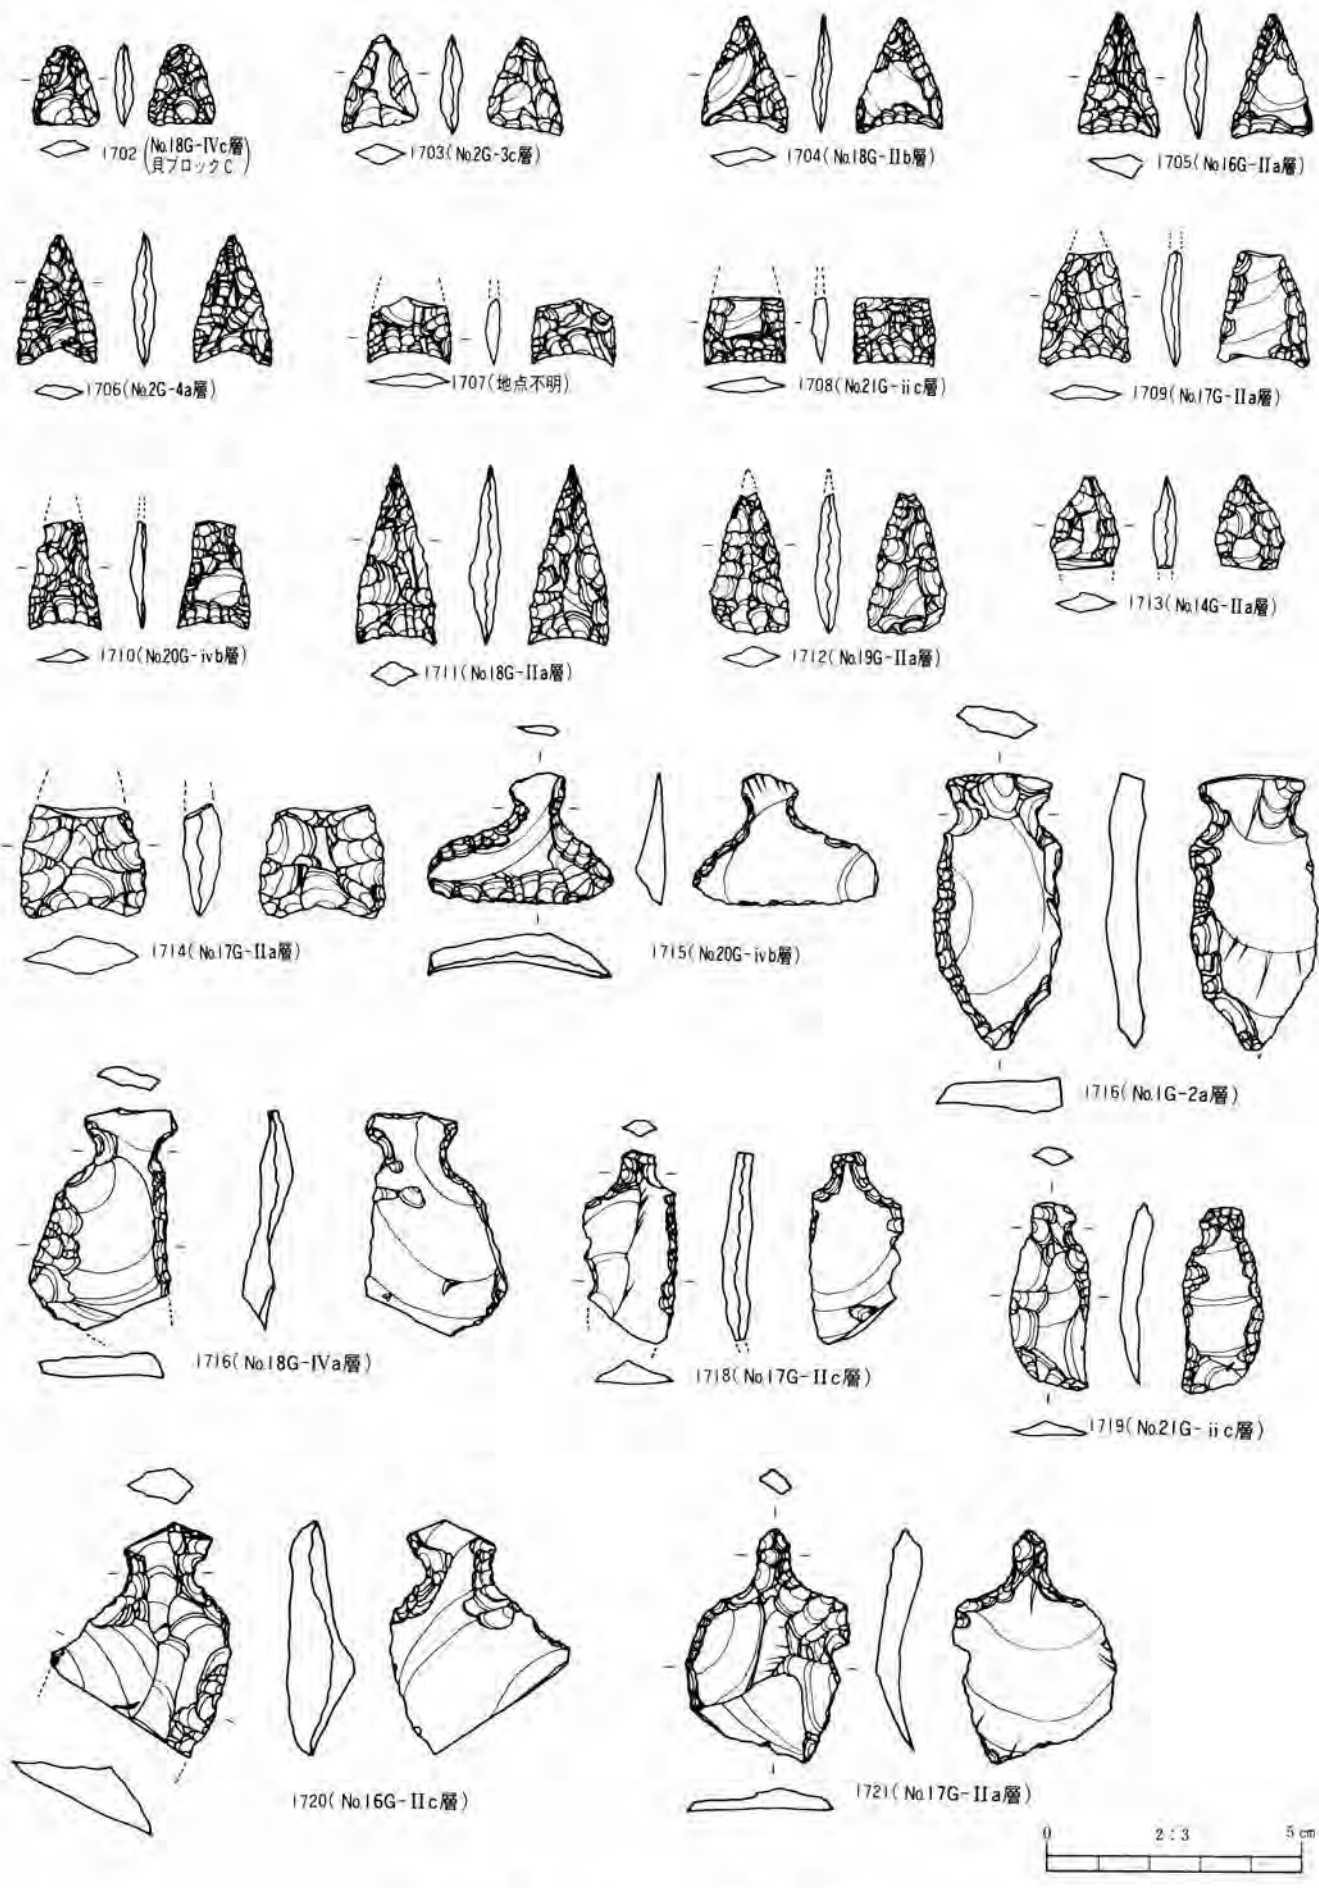 1702 (No.18G-IVc層)
(貝ブロックC)
1703(No.2G-3c層)
1704(No.18G-IIb層)
1705(No.16G-IIa層)
1706(No.2G-4a層)
1707(地点不明)
1708(No.21G-iic層)
1709(No.17G-IIa層)
1710(No.20G-ivb層)
1711(No.18G-IIa層)
1712(No.19G-IIa層)
1713(No.14G-IIa層)
1714(No.17G-IIa層)
1715(No.20G-ivb層)
1716(No.1G-2a層)
1716(No.18G-IVa層)
1718(No.17G-IIc層)
1719(No.21G-iic層)
1720(No.16G-IIc層)
1721(No.17G-IIa層)
0 2:3 5cm